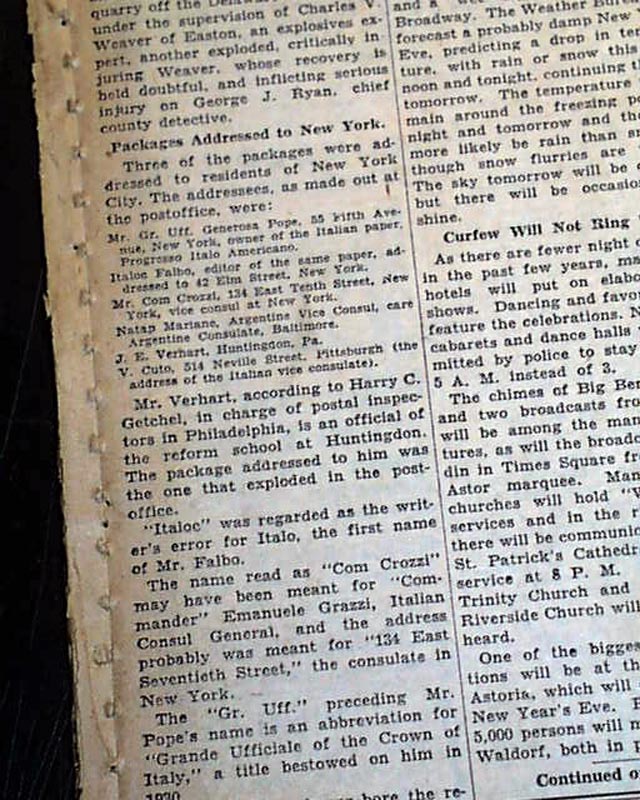 quarry off the Delaw
under the supervision of Charles V.
Weaver of Easton, an explosives ex-
pert, another exploded, critically in-
juring Weaver, whose recovery is
held doubtful, and inflicting serious
injury on George J. Ryan, chief
county detective.
Packages Addressed to New York.
Three of the packages were ad-
dressed to residents of New York
City. The addressees, as made out at
the postoffice, were:
Mr. Gr. Uff. Generosa Pope, 55 Fifth Ave-
nue, New York, owner of the Italian paper,
Progresso Italo Americano.
Italoc Falbo, editor of the same paper, ad-
dressed to 42 Elm Street, New York.
Mr. Com Crozzi, 134 East Tenth Street, New
York, vice consul at New York.
Natap Mariane, Argentine Vice Consul, care
Argentine Consulate, Baltimore.
J. E. Verhart, Huntingdon, Pa.
V. Cuto, 514 Neville Street, Pittsburgh (the
address of the Italian vice consulate).
Mr. Verhart, according to Harry C.
Getchel, in charge of postal inspec-
tors in Philadelphia, is an official of
the reform school at Huntingdon.
The package addressed to him was
the one that exploded in the post-
office.
"Italoc" was regarded as the writ-
er's error for Italo, the first name
of Mr. Falbo.
The name read as "Com Crozzi"
may have been meant for "Com-
mander" Emanuele Grazzi, Italian
Consul General, and the address
probably was meant for "134 East
Seventieth Street," the consulate in
New York.
The "Gr. Uff." preceding Mr.
Pope's name is an abbreviation for
"Grande Ufficiale of the Crown of
Italy," a title bestowed on him in
1930.
bore the re-
and a
Broadway. The Weather Bu
forecast a probably damp New
Eve, predicting a drop in te
ture, with rain or snow this
noon and tonight, continuing t
tomorrow. The temperature
main around the freezing p
night and tomorrow and the
more likely be rain than s
though snow flurries are
The sky tomorrow will be c
but there will be occasio
shine.
Curfew Will Not Ring
As there are fewer night c
in the past few years, ma
hotels will put on elabo
shows. Dancing and favo
feature the celebrations. N
cabarets and dance halls
mitted by police to stay
5 A. M. instead of 3.
The chimes of Big Be
and two broadcasts fro
will be among the man
tures, as will the broadc
din in Times Square fr
Astor marquee. Man
churches will hold "
services and in the
there will be communio
St. Patrick's Cathedr
service at 8 P. M.
Trinity Church and
Riverside Church will
heard.
One of the bigges
tions will be at th
Astoria, which will
New Year's Eve.
5,000 persons will m
Waldorf, both in
Continued o